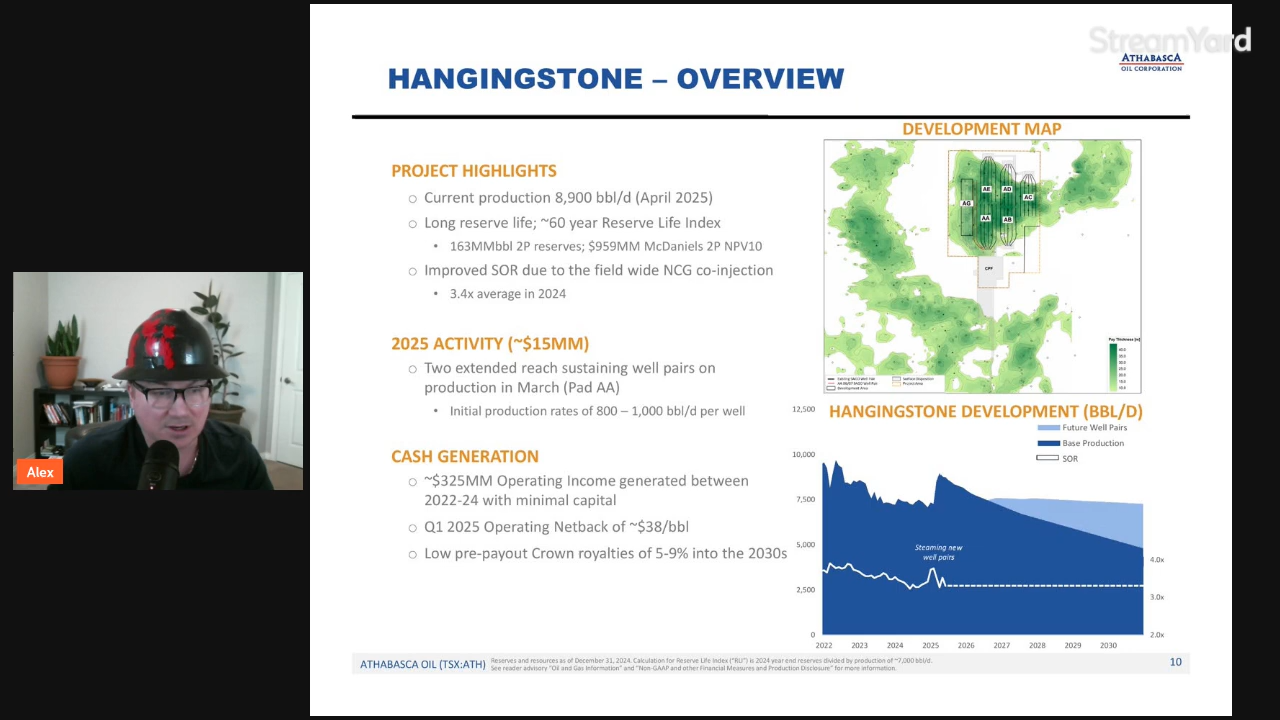 StreamYard
ATHABASCA
OIL CORPORATION
HANGINGSTONE – OVERVIEW
PROJECT HIGHLIGHTS
○ Current production 8,900 bbl/d (April 2025)
○ Long reserve life; ~60 year Reserve Life Index
• 163MMbbl 2P reserves; $959MM McDaniels 2P NPV10
○ Improved SOR due to the field wide NCG co-injection
• 3.4x average in 2024
2025 ACTIVITY (~$15MM)
○ Two extended reach sustaining well pairs on
production in March (Pad AA)
• Initial production rates of 800 – 1,000 bbl/d per well
CASH GENERATION
○ ~$325MM Operating Income generated between
2022-24 with minimal capital
○ Q1 2025 Operating Netback of ~$38/bbl
○ Low pre-payout Crown royalties of 5-9% into the 2030s
DEVELOPMENT MAP
AE
AD
AC
AG
AA
AB
CPF
Pay Thickness (m)
HANGINGSTONE DEVELOPMENT (BBL/D)
Future Well Pairs
Base Production
SOR
12,500
10,000
7,500
5,000
2,500
0
Steaming new
well pairs
4.0x
3.0x
2.0x
2022 2023 2024 2025 2026 2027 2028 2029 2030
Alex
ATHABASCA OIL (TSX:ATH)
Reserves and resources as of December 31, 2024. Calculation for Reserve Life Index ("RLI") is 2024 year end reserves divided by production of ~7,000 bbl/d.
See reader advisory "Oil and Gas Information" and "Non-GAAP and other Financial Measures and Production Disclosure" for more information.
10